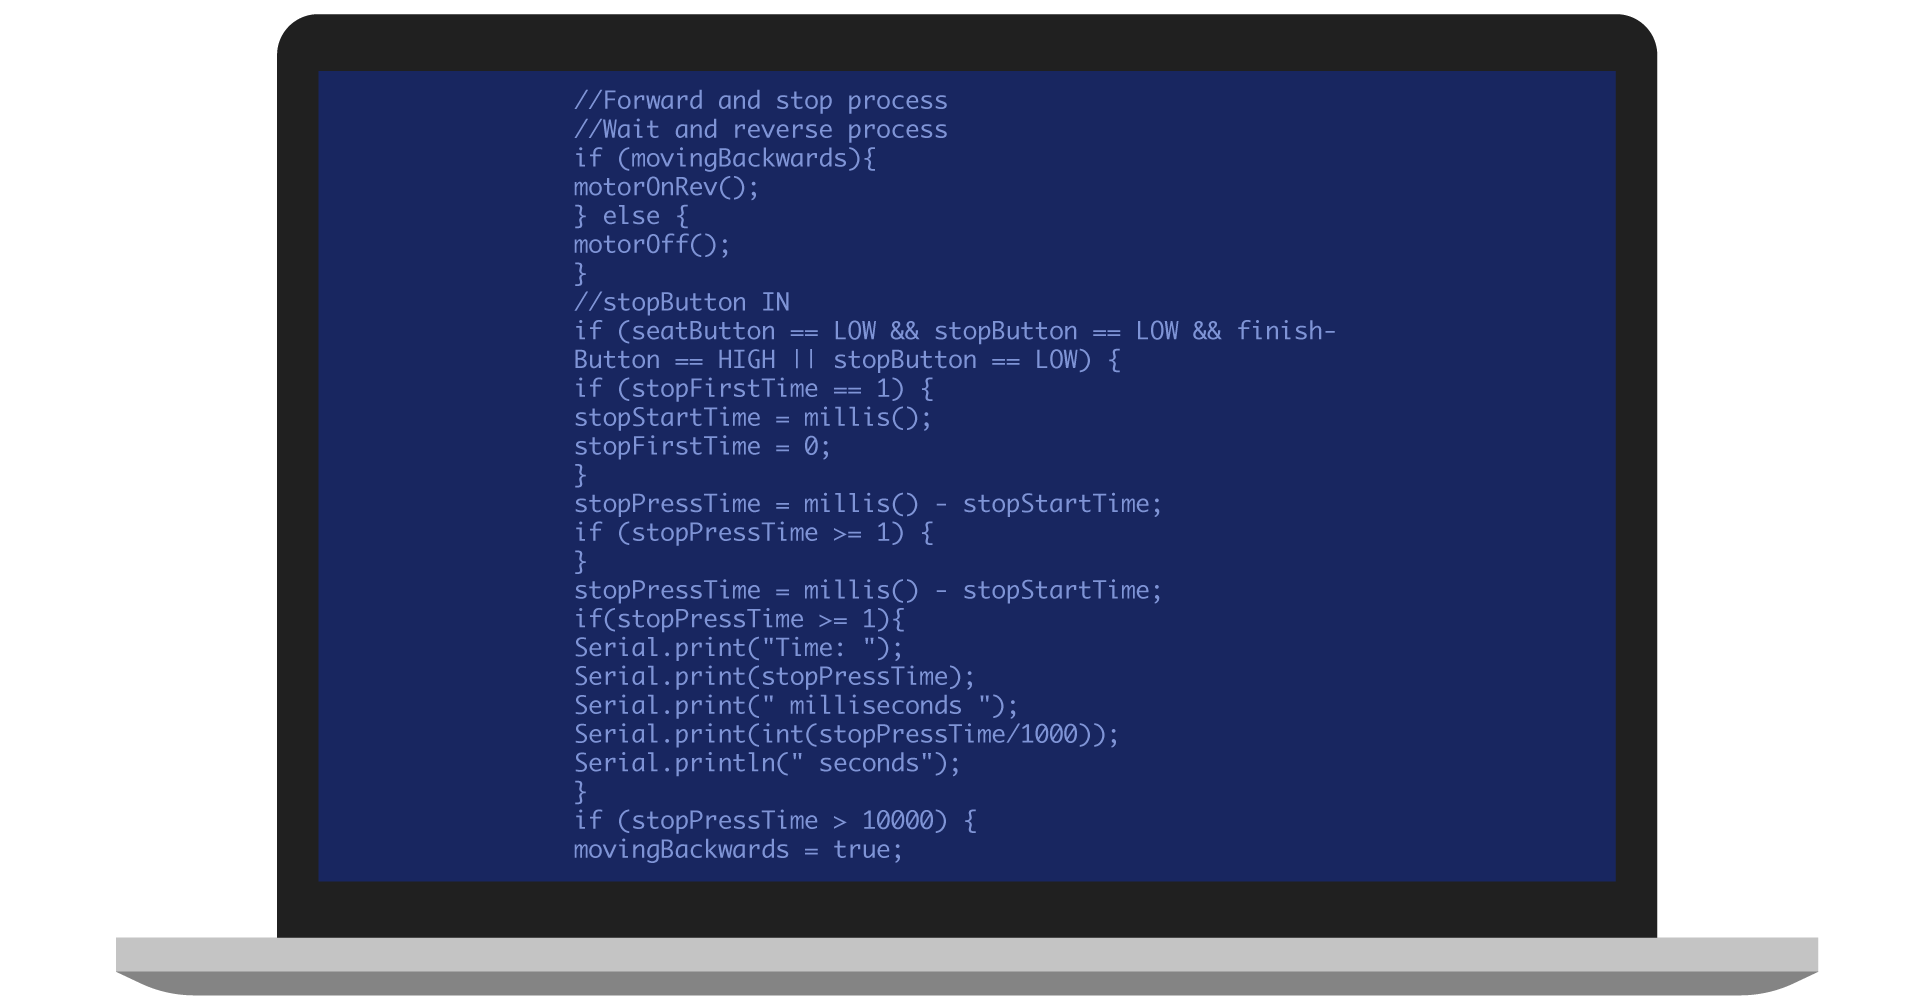 //Forward and stop process
//Wait and reverse process
if (movingBackwards){
motorOnRev();
} else {
motorOff();
}
//stopButton IN
if (seatButton == LOW && stopButton == LOW && finish-
Button == HIGH || stopButton == LOW) {
if (stopFirstTime == 1) {
stopStartTime = millis();
stopFirstTime = 0;
}
stopPressTime = millis() - stopStartTime;
if (stopPressTime >= 1) {
}
stopPressTime = millis() - stopStartTime;
if(stopPressTime >= 1){
Serial.print("Time: ");
Serial.print(stopPressTime);
Serial.print(" milliseconds ");
Serial.print(int(stopPressTime/1000));
Serial.println(" seconds");
}
if (stopPressTime > 10000) {
movingBackwards = true;